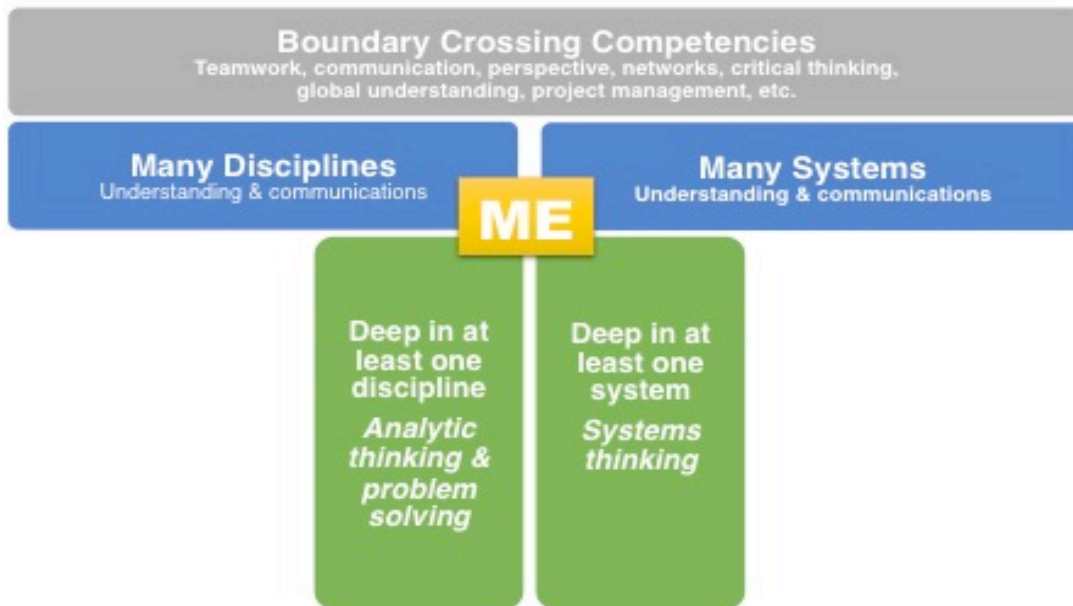 Boundary Crossing Competencies
Teamwork, communication, perspective, networks, critical thinking,
global understanding, project management, etc.
Many Disciplines
Understanding & communications
Many Systems
Understanding & communications
ME
Deep in at
least one
discipline
Analytic
thinking &
problem
solving
Deep in at
least one
system
Systems
thinking